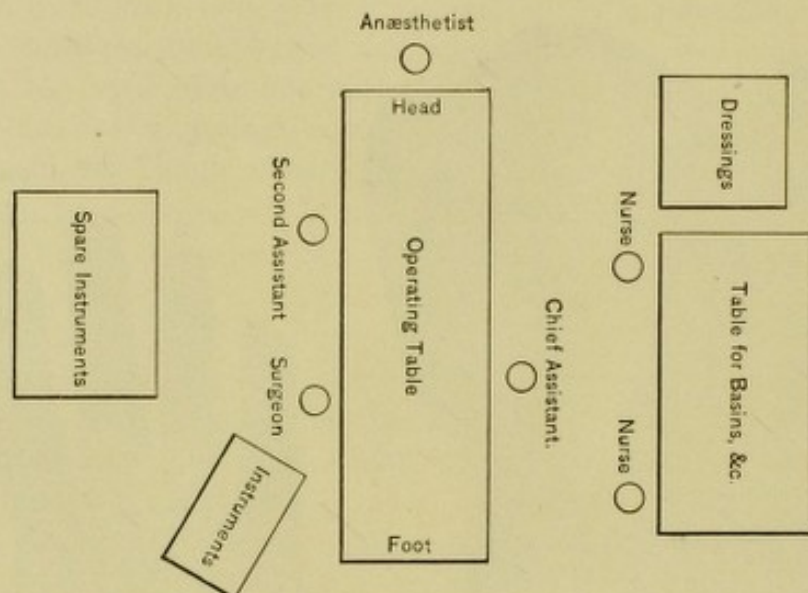 Anæsthetist
Head
Dressings
Second Assistant
Nurse
Spare Instruments
Operating Table
Table for Basins, &c.
Chief Assistant.
Surgeon
Nurse
Instruments
Foot